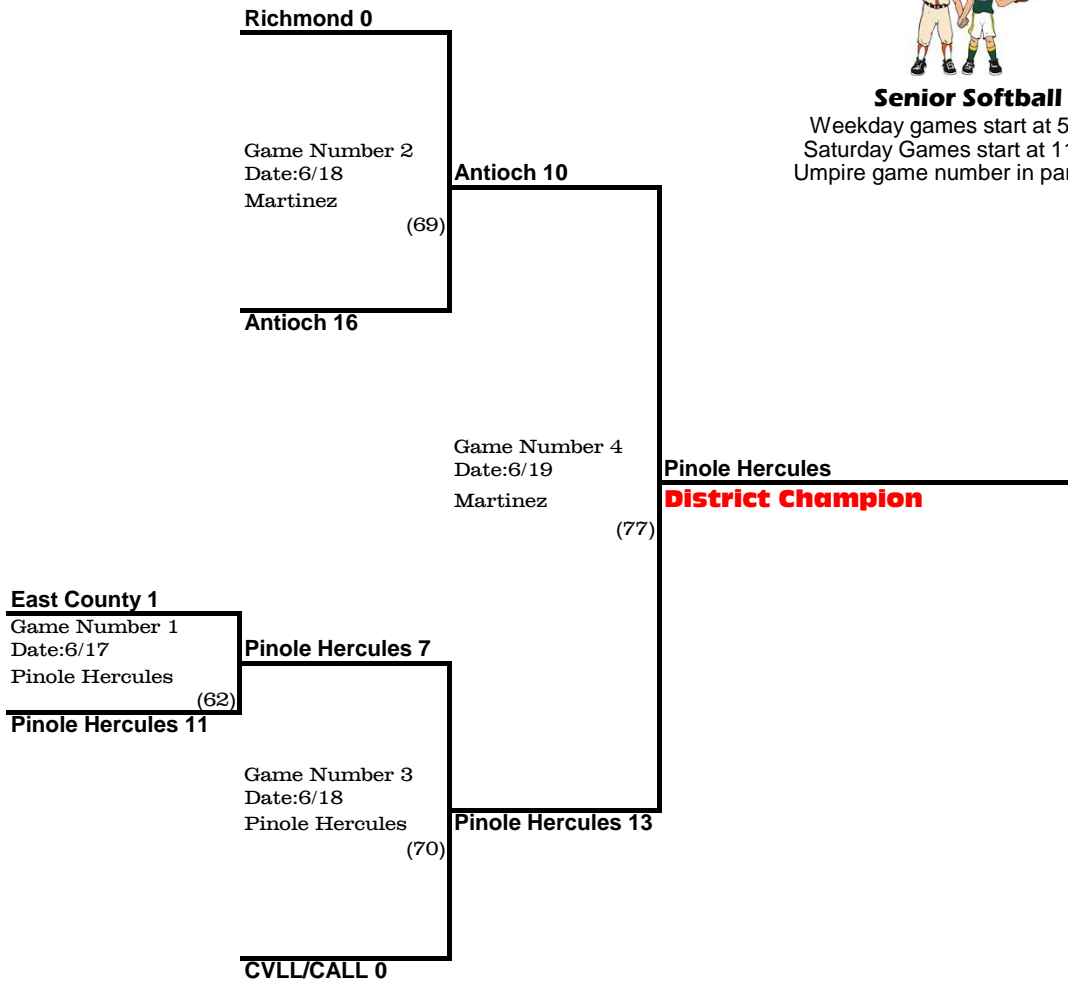 Richmond 0
Senior Softball
Weekday games start at 5
Saturday Games start at 11
Umpire game number in par
Game Number 2
Date:6/18
Martinez
(69)
Antioch 10
Antioch 16
Game Number 4
Date:6/19
Martinez
(77)
Pinole Hercules
District Champion
East County 1
Game Number 1
Date:6/17
Pinole Hercules
(62)
Pinole Hercules 11
Pinole Hercules 7
Game Number 3
Date:6/18
Pinole Hercules
(70)
Pinole Hercules 13
CVLL/CALL 0